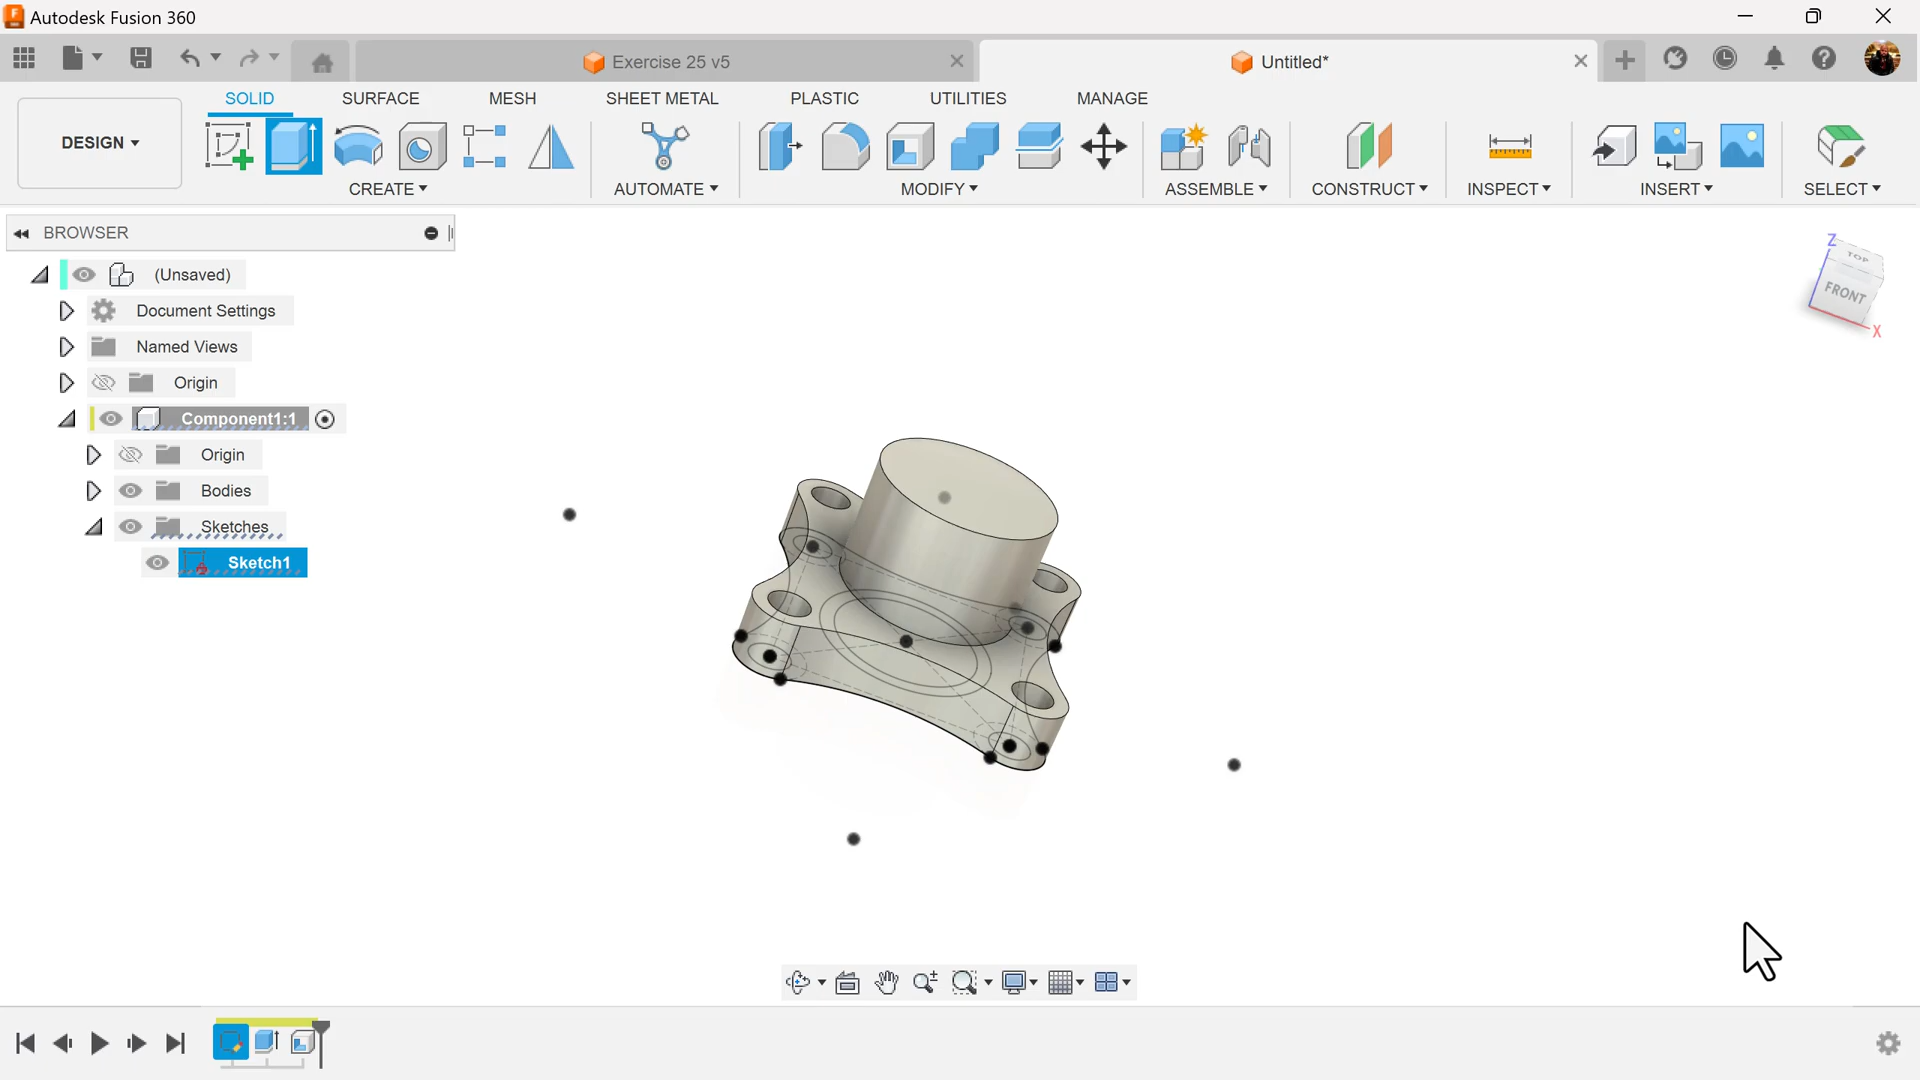 Autodesk Fusion 360
Exercise 25 v5
Untitled*
SOLID
SURFACE
MESH
SHEET METAL
PLASTIC
UTILITIES
MANAGE
DESIGN
CREATE
AUTOMATE
MODIFY
ASSEMBLE
CONSTRUCT
INSPECT
INSERT
SELECT
BROWSER
(Unsaved)
Document Settings
Named Views
Origin
Component1:1
Origin
Bodies
Sketches
Sketch1
Z
TOP
FRONT
X